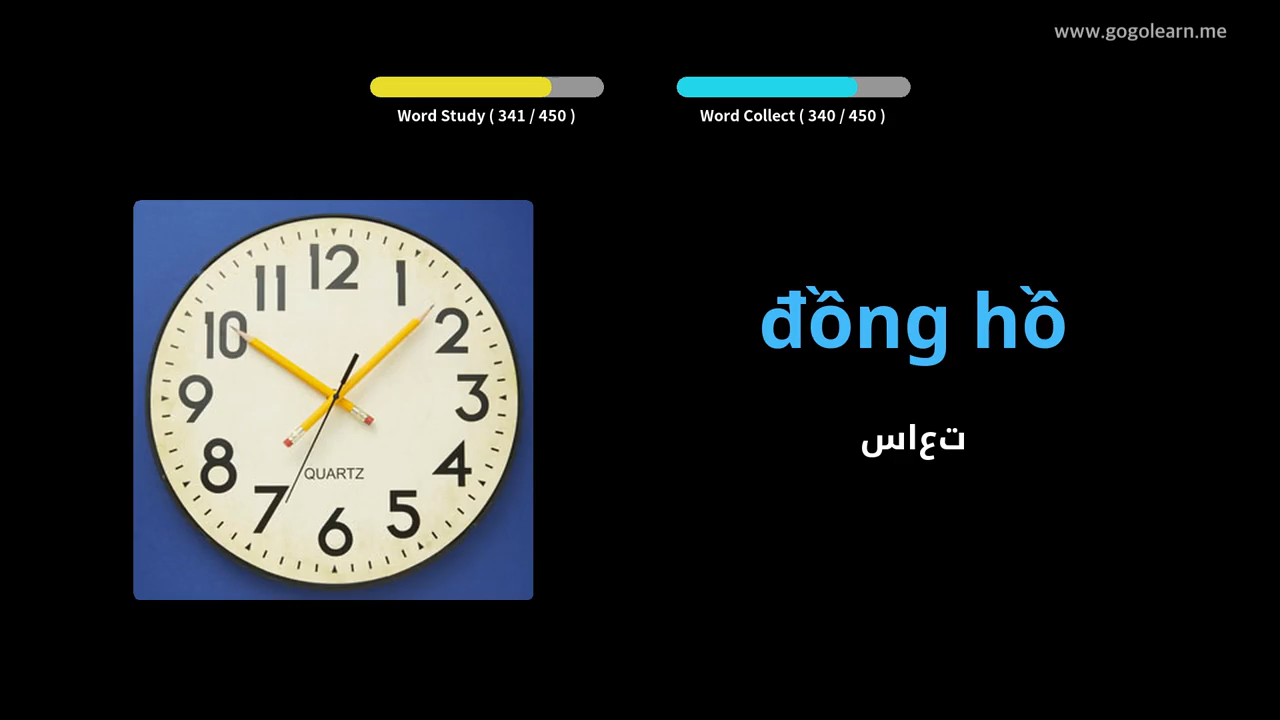 www.gogolearn.me
Word Study ( 341 / 450 )
Word Collect ( 340 / 450 )
12
1
2
3
4
5
6
7
8
9
10
11
QUARTZ
đồng hồ
تعاس